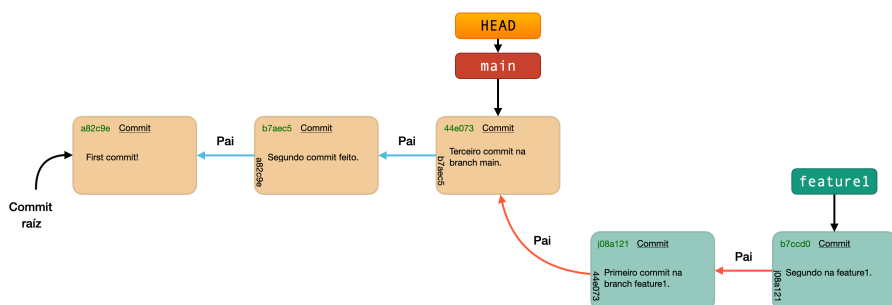 HEAD
main
a82c9e Commit
First commit!
Pai
b7aec5 Commit
Segundo commit feito.
a82c9e
Pai
44e073 Commit
Terceiro commit na
branch main.
b7aec5
Commit
raíz
feature1
Pai
j08a121 Commit
Primeiro commit na
branch feature1.
44e073
Pai
b7ccd0 Commit
Segundo na feature1.
j08a121